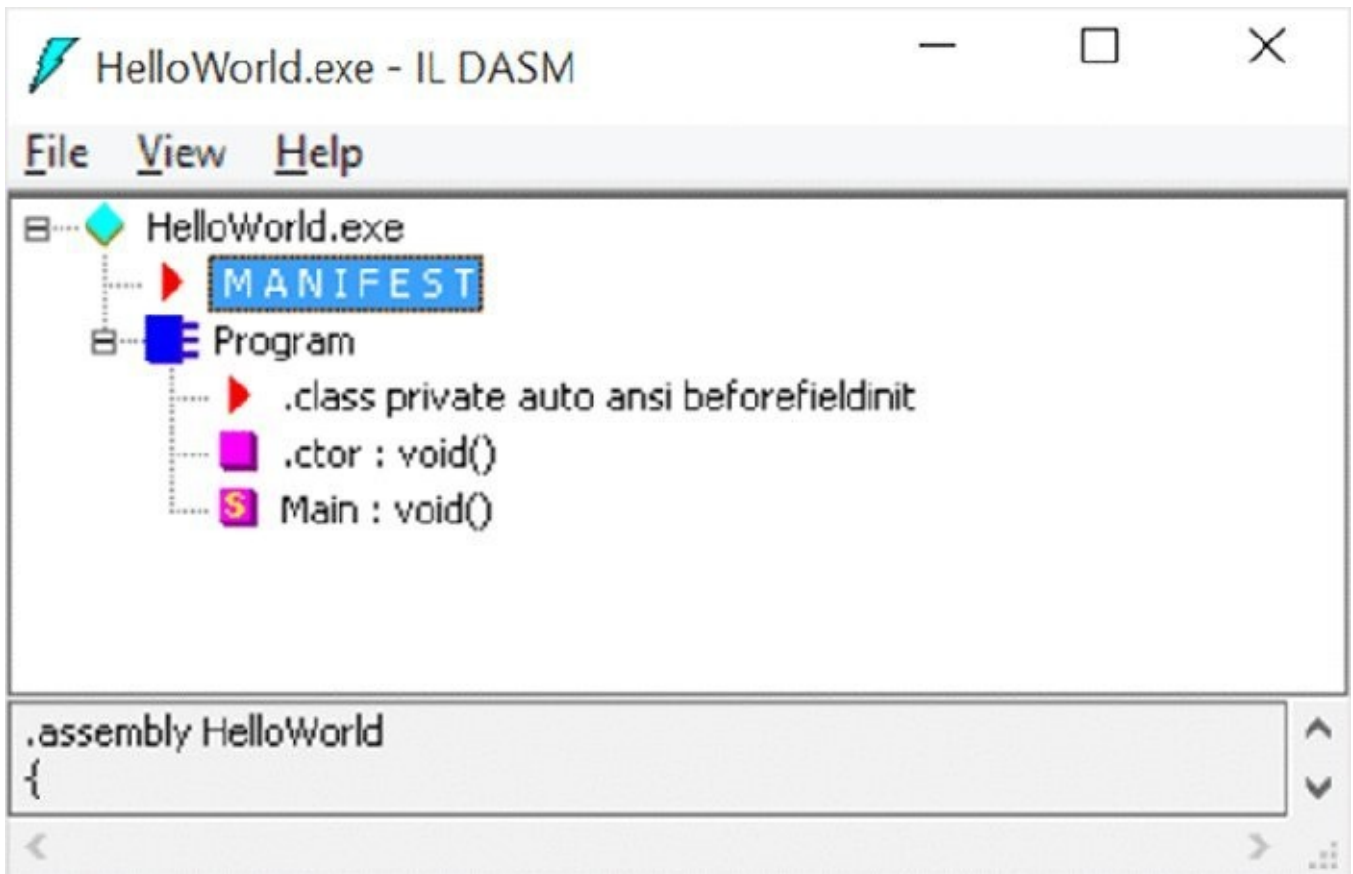 HelloWorld.exe - IL DASM
File View Help
HelloWorld.exe
M A N I F E S T
Program
.class private auto ansi beforefieldinit
.ctor : void()
S Main : void()
.assembly HelloWorld
{